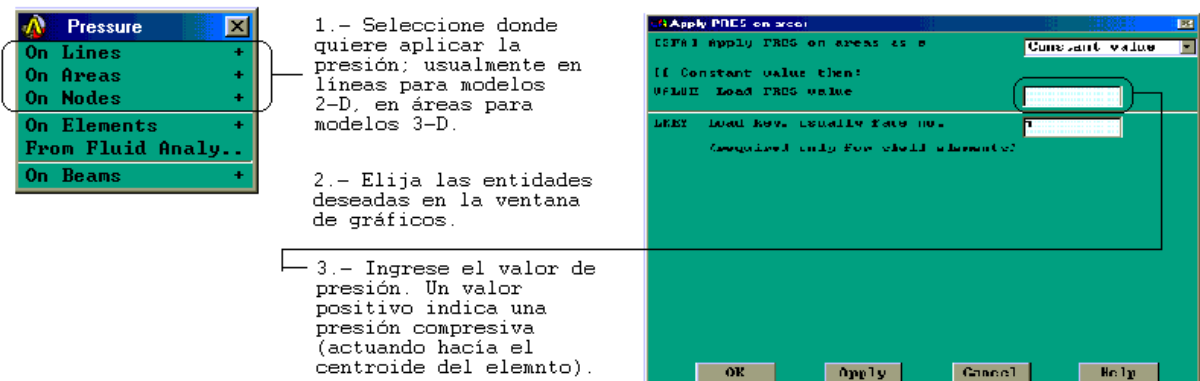 Pressure
On Lines +
On Areas +
On Nodes +
On Elements +
From Fluid Analy..
On Beams +
1.- Seleccione donde
quiere aplicar la
presión; usualmente en
líneas para modelos
2-D, en áreas para
modelos 3-D.
2.- Elija las entidades
deseadas en la ventana
de gráficos.
3.- Ingrese el valor de
presión. Un valor
positivo indica una
presión compresiva
(actuando hacía el
centroide del elemnto).
Apply PRES on areas
Apply PRES on areas as a
Constant value
If Constant value then:
VALUE Load PRES value
LKEY Load key, usually face no.
(required only for shell elements)
OK
Apply
Cancel
Help